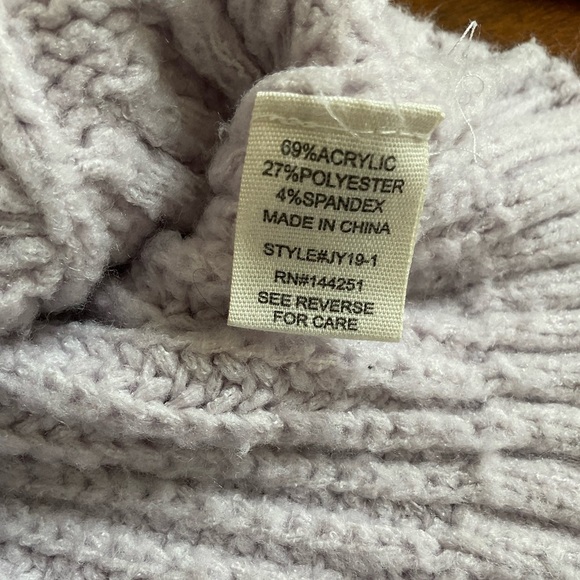 69%ACRYLIC
27%POLYESTER
4%SPANDEX
MADE IN CHINA
STYLE#JY19-1
RN#144251
SEE REVERSE
FOR CARE